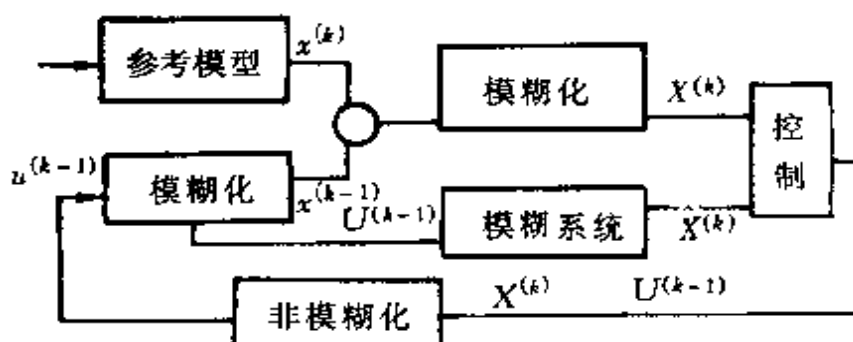 参考模型
x^(k)
模糊化
X^(k)
控制
u^(k-1)
模糊化
x^(k-1)
U^(k-1)
模糊系统
X^(k)
非模糊化
X^(k)
U^(k-1)